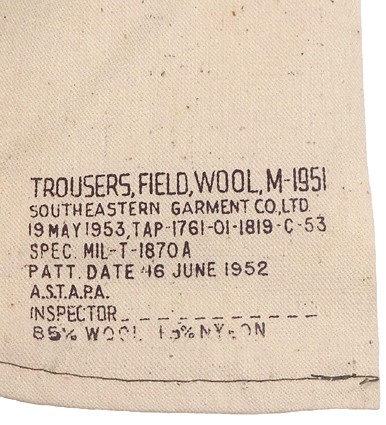 TROUSERS, FIELD, WOOL, M-1951
SOUTHEASTERN GARMENT CO., LTD.
19 MAY 1953, TAP-1761-01-1819-C-53
SPEC. MIL-T-1870A
PATT. DATE 16 JUNE 1952
A.S.T.A.P.A.
INSPECTOR _ _ _ _ _ _ _ _ _ _
85% WOOL 15% NYLON